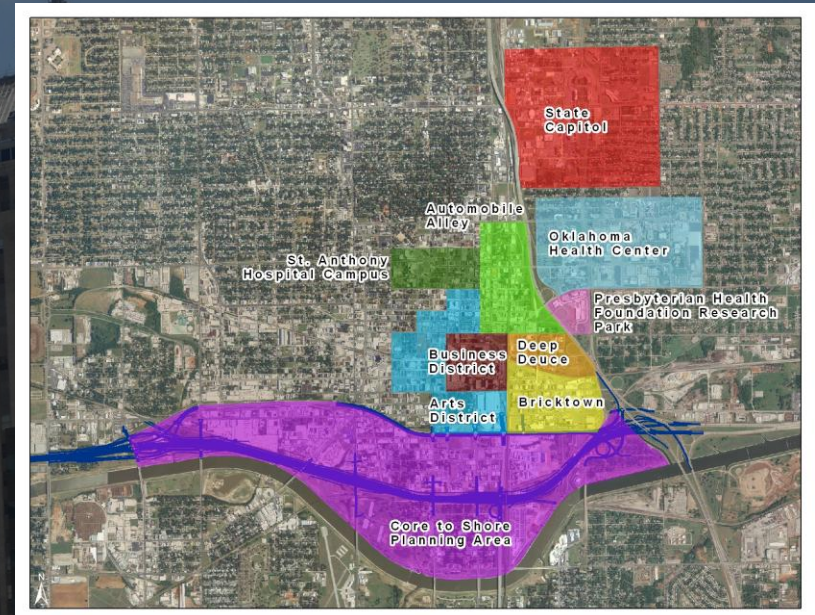 State
Capitol
Automobile
Alley
Oklahoma
Health Center
St. Anthony
Hospital Campus
Presbyterian Health
Foundation Research
Park
Deep
Deuce
Business
District
Arts
District
Bricktown
Core to Shore
Planning Area
N